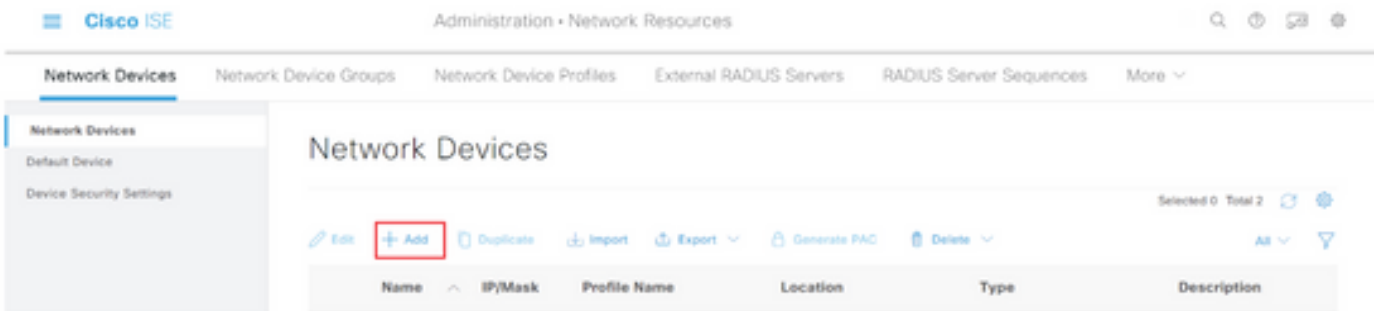 Cisco ISE Administration • Network Resources
Network Devices Network Device Groups Network Device Profiles External RADIUS Servers RADIUS Server Sequences More
Network Devices
Default Device
Device Security Settings
Network Devices
Selected 0 Total 2
Edit Add Duplicate Import Export Generate PAC Delete All
Name IP/Mask Profile Name Location Type Description